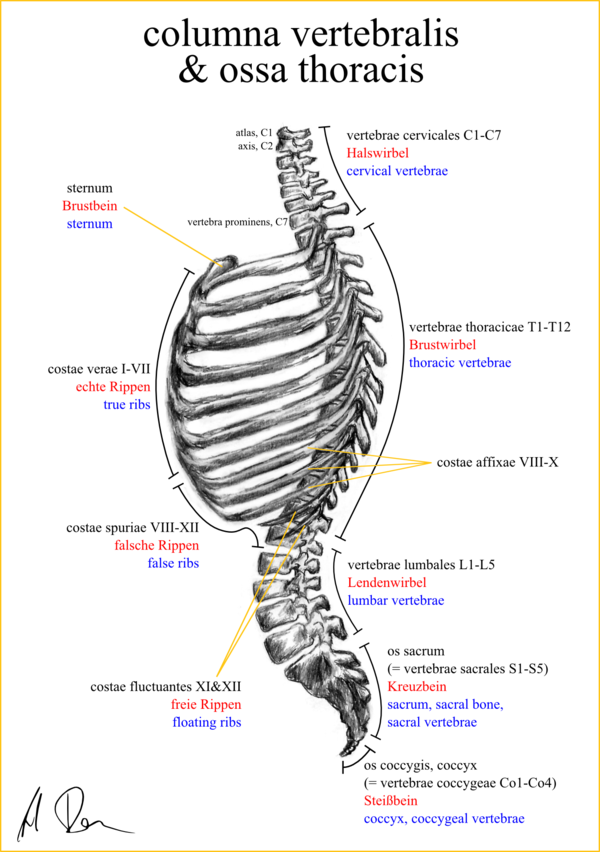 columna vertebralis
& ossa thoracis
atlas, C1
axis, C2
vertebrae cervicales C1-C7
Halswirbel
cervical vertebrae
sternum
Brustbein
sternum
vertebra prominens, C7
vertebrae thoracicae T1-T12
Brustwirbel
thoracic vertebrae
costae verae I-VII
echte Rippen
true ribs
costae affixae VIII-X
costae spuriae VIII-XII
falsche Rippen
false ribs
vertebrae lumbales L1-L5
Lendenwirbel
lumbar vertebrae
os sacrum
(= vertebrae sacrales S1-S5)
Kreuzbein
sacrum, sacral bone,
sacral vertebrae
costae fluctuantes XI&XII
freie Rippen
floating ribs
os coccygis, coccyx
(= vertebrae coccygeae Co1-Co4)
Steißbein
coccyx, coccygeal vertebrae